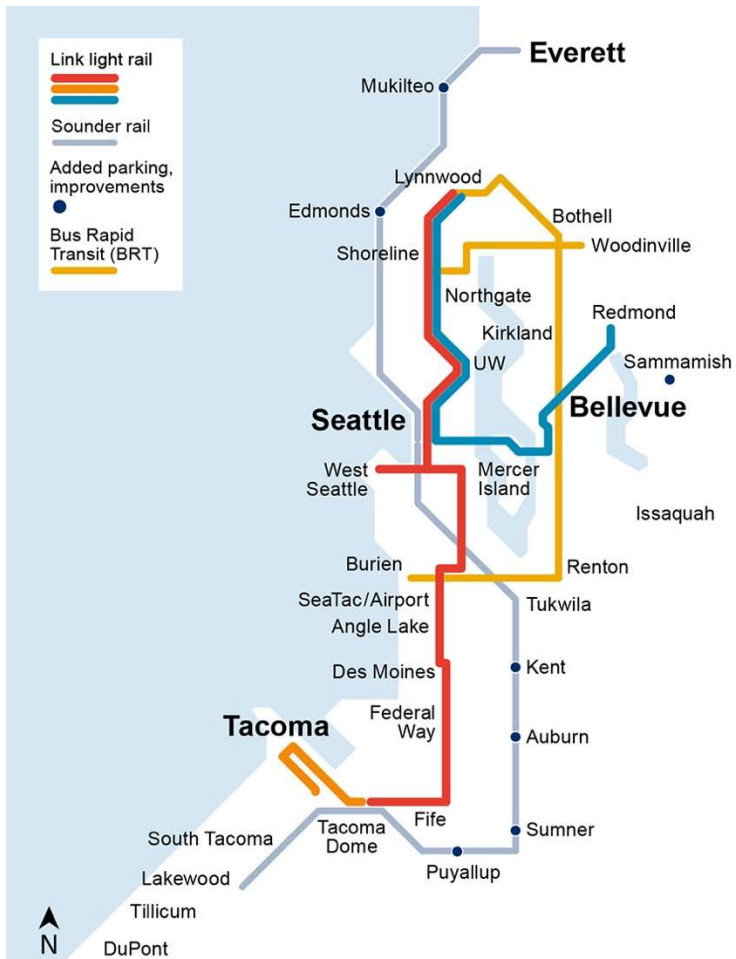 Link light rail
Sounder rail
Added parking,
improvements
Bus Rapid
Transit (BRT)
Everett
Mukilteo
Lynnwood
Edmonds
Bothell
Shoreline
Woodinville
Northgate
Redmond
Kirkland
UW
Sammamish
Seattle
Bellevue
West
Seattle
Mercer
Island
Issaquah
Burien
Renton
SeaTac/Airport
Tukwila
Angle Lake
Des Moines
Kent
Federal
Way
Tacoma
Auburn
Fife
Tacoma
Dome
Sumner
South Tacoma
Puyallup
Lakewood
Tillicum
N
DuPont